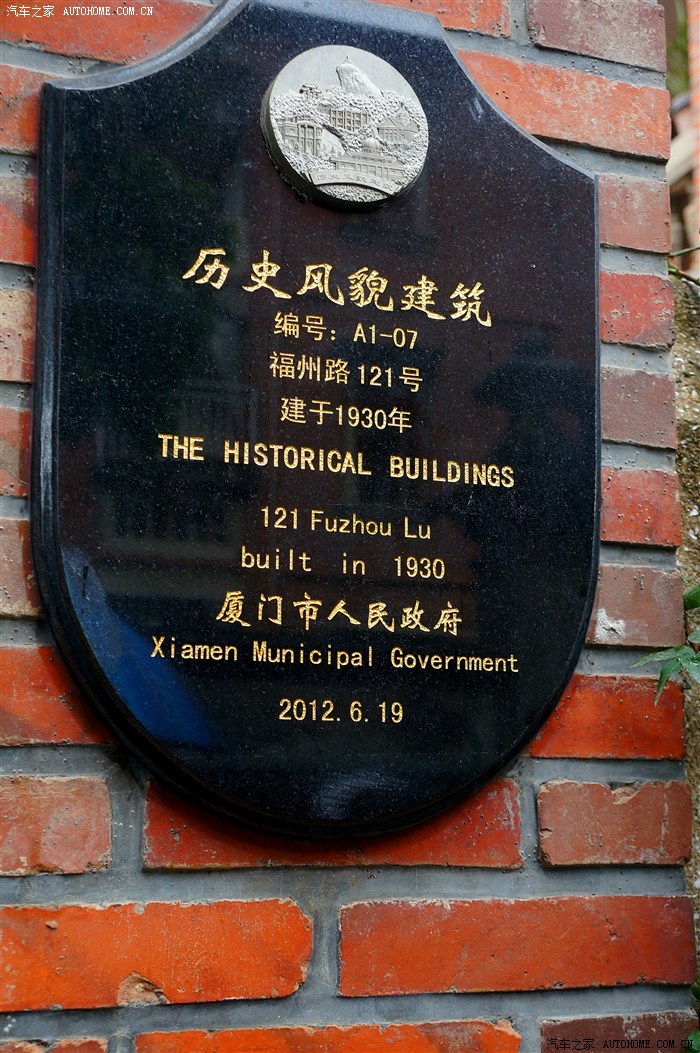 汽车之家 AUTOHOME.COM.CN
历史风貌建筑
编号：A1-07
福州路 121号
建于1930年
THE HISTORICAL BUILDINGS
121 Fuzhou Lu
built in 1930
厦门市人民政府
Xiamen Municipal Government
2012.6.19
汽车之家 AUTOHOME.COM.CN